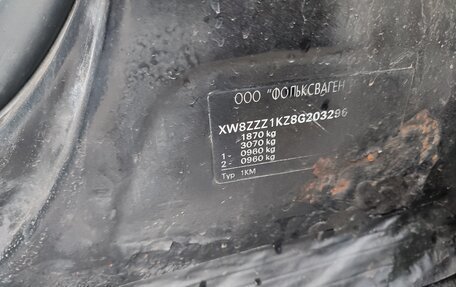 ООО "ФОЛЬКСВАГЕН
XW8ZZZ1KZ8G203296
1870 kg
3070 kg
1 - 0960 kg
2 - 0960 kg
Typ 1KM